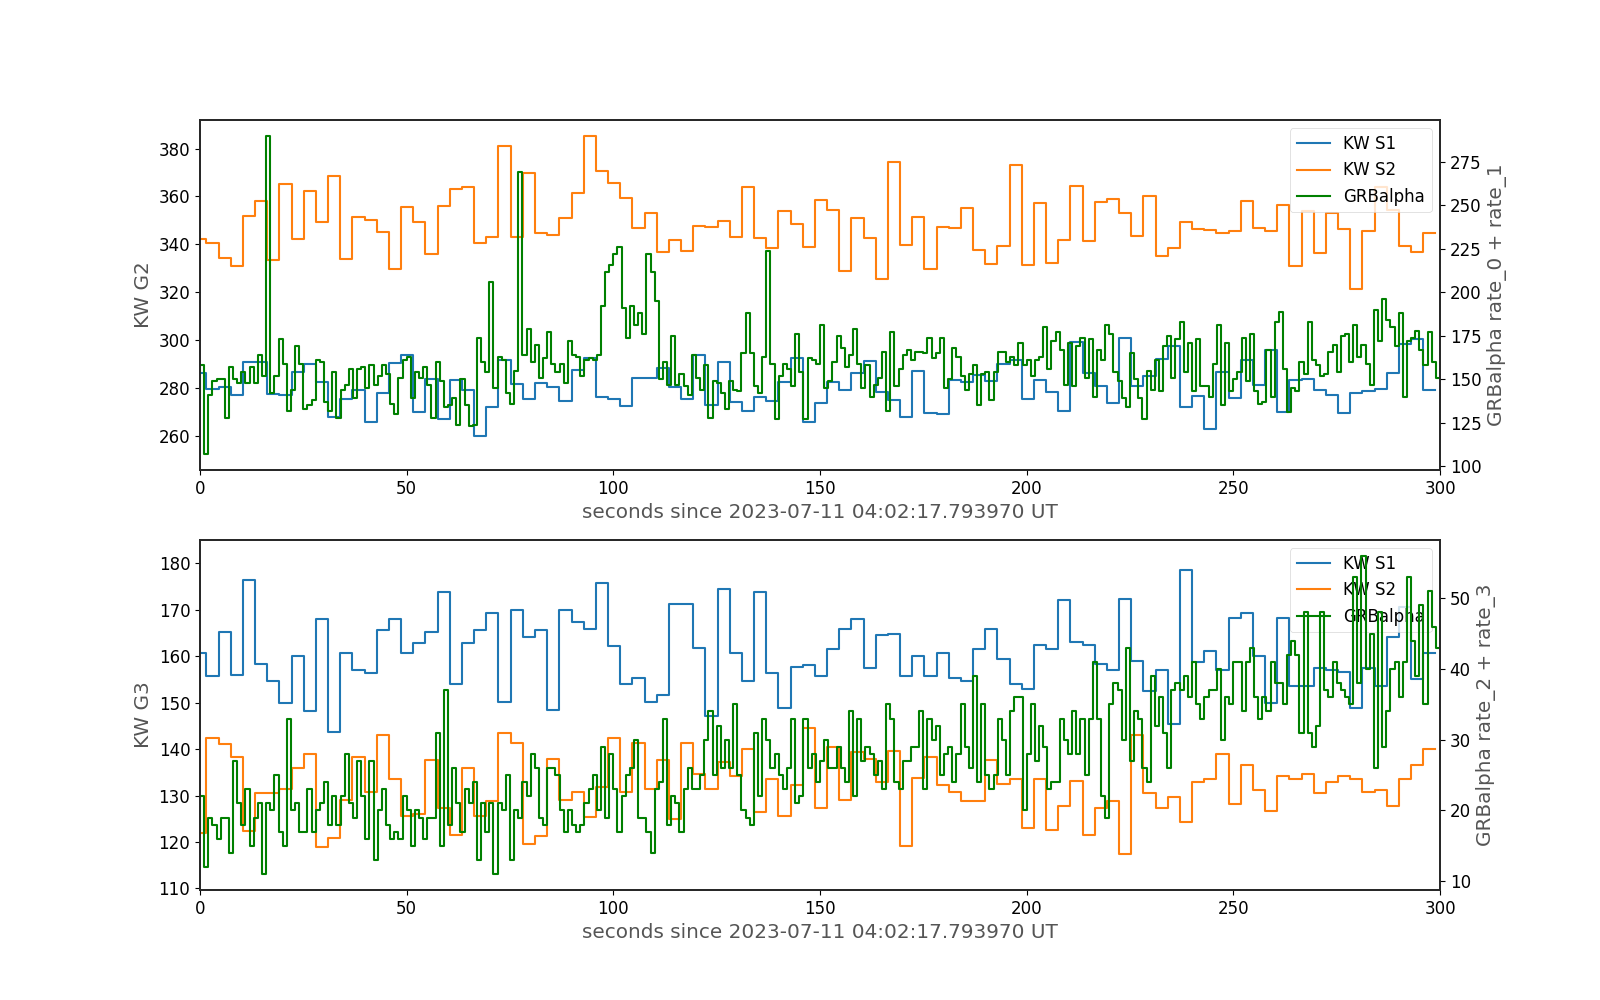 380
360
340
320
300
280
260
KW G2
KW S1
KW S2
GRBalpha
275
250
225
200
175
150
125
100
GRBalpha rate_0 + rate_1
0 50 100 150 200 250 300
seconds since 2023-07-11 04:02:17.793970 UT
180
170
160
150
140
130
120
110
KW G3
KW S1
KW S2
GRBalpha
50
40
30
20
10
GRBalpha rate_2 + rate_3
0 50 100 150 200 250 300
seconds since 2023-07-11 04:02:17.793970 UT